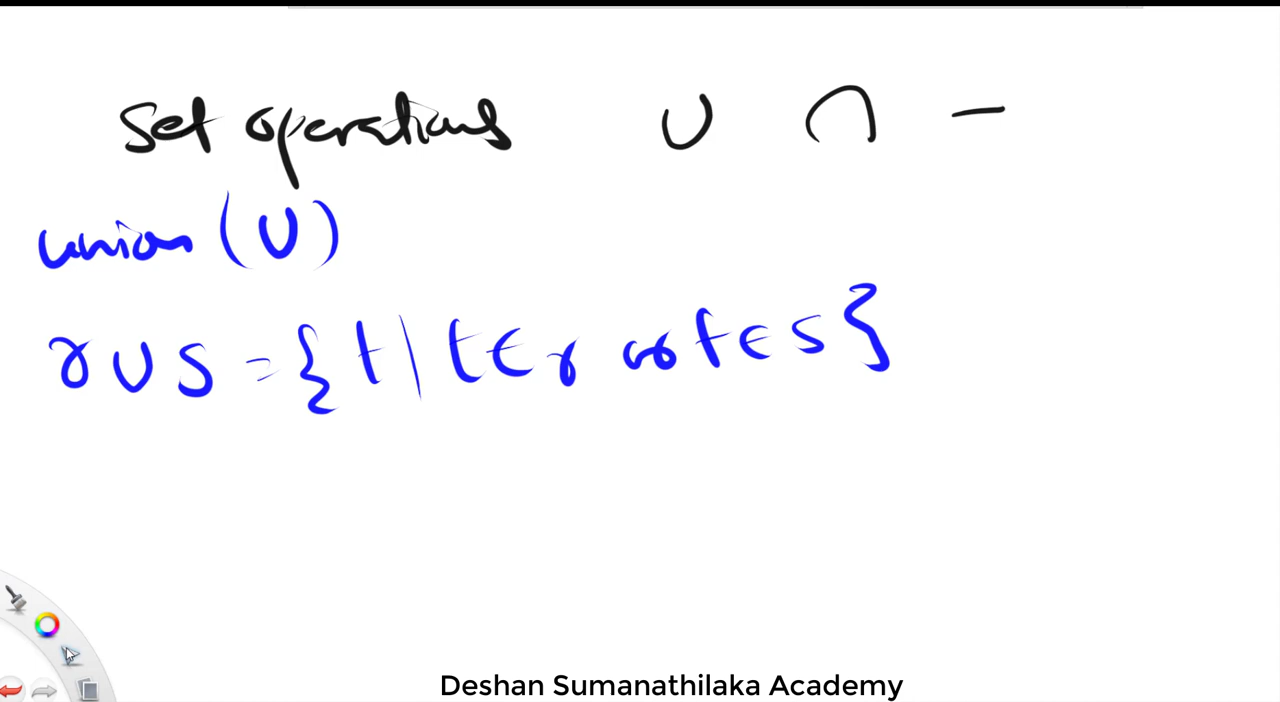 Set operations ∪ ∩ −
union (∪)
r ∪ s = {t | t ∈ r or t ∈ s}
Deshan Sumanathilaka Academy